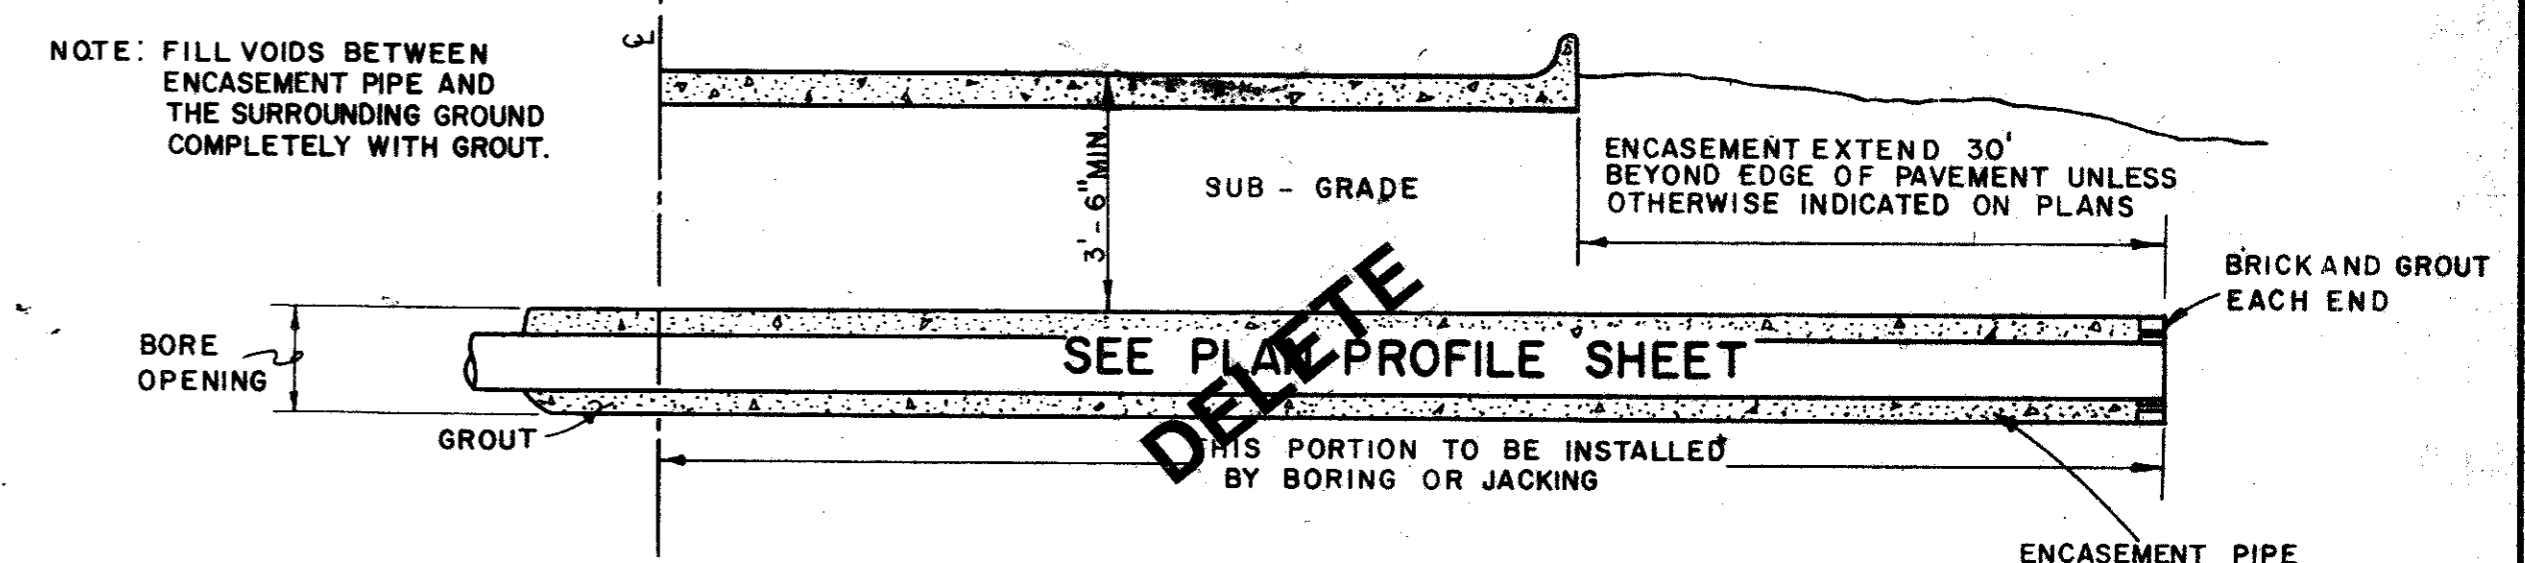 NOTE: FILL VOIDS BETWEEN
ENCASEMENT PIPE AND
THE SURROUNDING GROUND
COMPLETELY WITH GROUT.
3'-6" MIN.
SUB - GRADE
ENCASEMENT EXTEND 30'
BEYOND EDGE OF PAVEMENT UNLESS
OTHERWISE INDICATED ON PLANS
BRICK AND GROUT
EACH END
BORE
OPENING
SEE PLAN PROFILE SHEET
DELETE
GROUT
THIS PORTION TO BE INSTALLED
BY BORING OR JACKING
ENCASEMENT PIPE